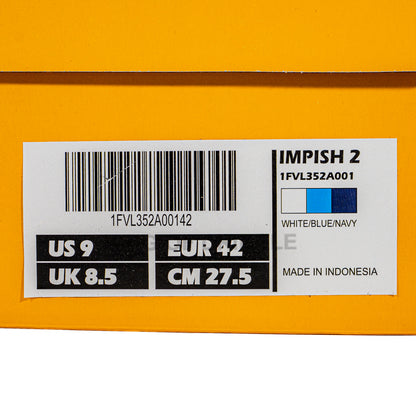 1FVL352A00142
US 9
EUR 42
UK 8.5
CM 27.5
IMPISH 2
1FVL352A001
WHITE/BLUE/NAVY
MADE IN INDONESIA